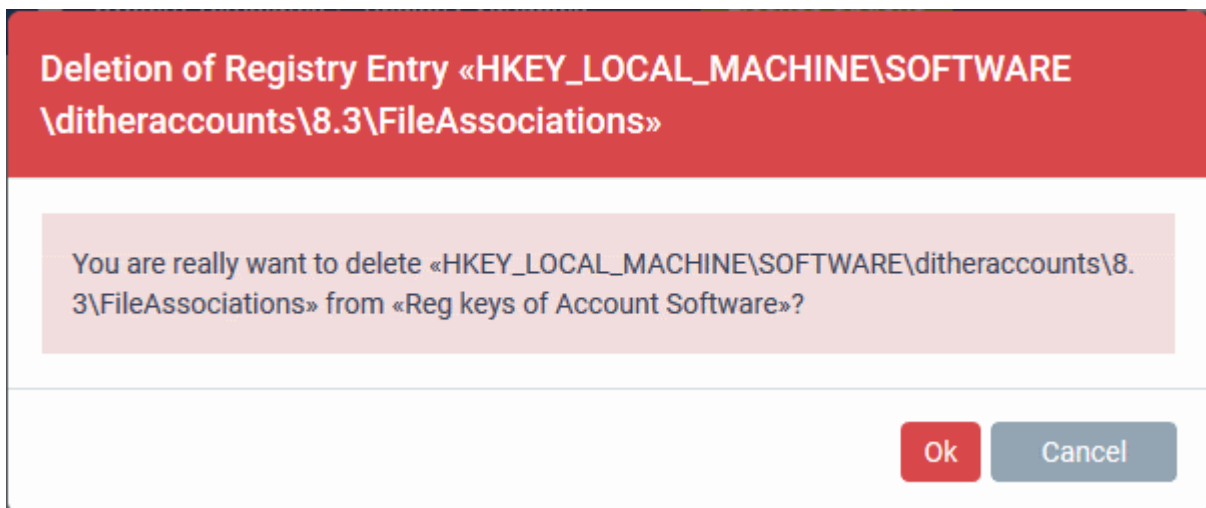 Deletion of Registry Entry «HKEY_LOCAL_MACHINE\SOFTWARE
\ditheraccounts\8.3\FileAssociations»
You are really want to delete «HKEY_LOCAL_MACHINE\SOFTWARE\ditheraccounts\8.
3\FileAssociations» from «Reg keys of Account Software»?
Ok Cancel